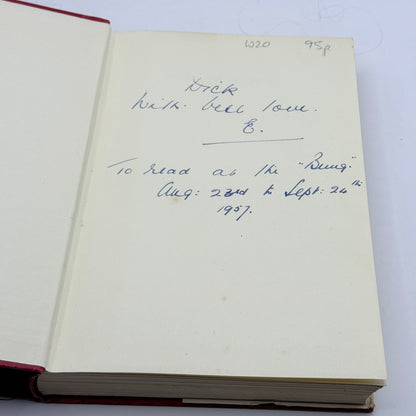 W20 95p
Dick
With best love.
E.
To read at the "Bung"
Aug: 23rd to Sept: 24th
1957.